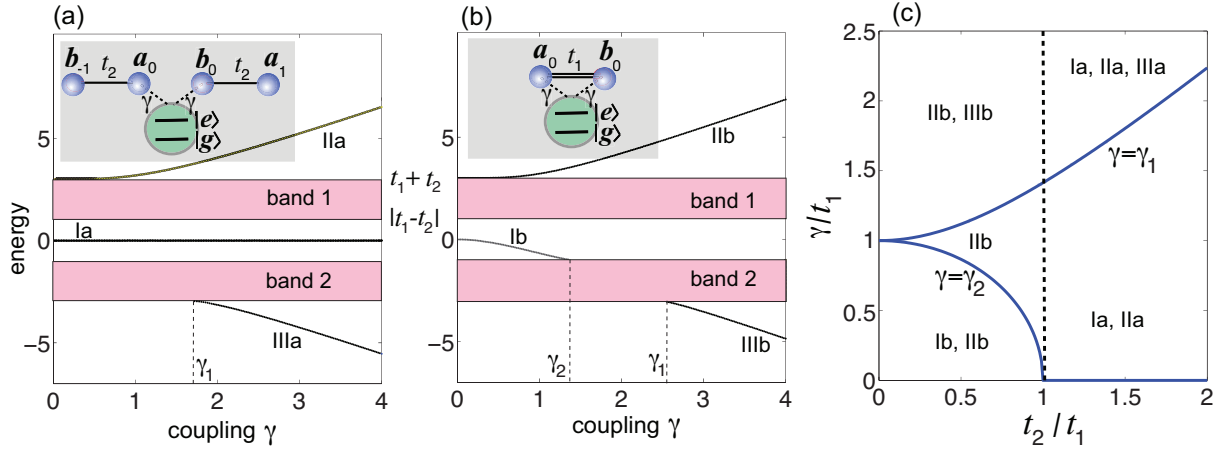 (a)
b₋₁ t₂ a₀ b₀ t₂ a₁
γ γ
|e⟩
|g⟩
IIa
5
band 1
Ia
0
band 2
−5
IIIa
γ₁
0 1 2 3 4
energy
coupling γ
t₁+ t₂
|t₁-t₂|
(b)
a₀ t₁ b₀
γ γ
|e⟩
|g⟩
IIb
5
band 1
Ib
0
band 2
−5
IIIb
γ₂ γ₁
0 1 2 3 4
coupling γ
(c)
2.5
2
1.5
1
0.5
0
γ/t₁
Ia, IIa, IIIa
IIb, IIIb
γ=γ₁
IIb
γ=γ₂
Ib, IIb
Ia, IIa
0 0.5 1 1.5 2
t₂ / t₁